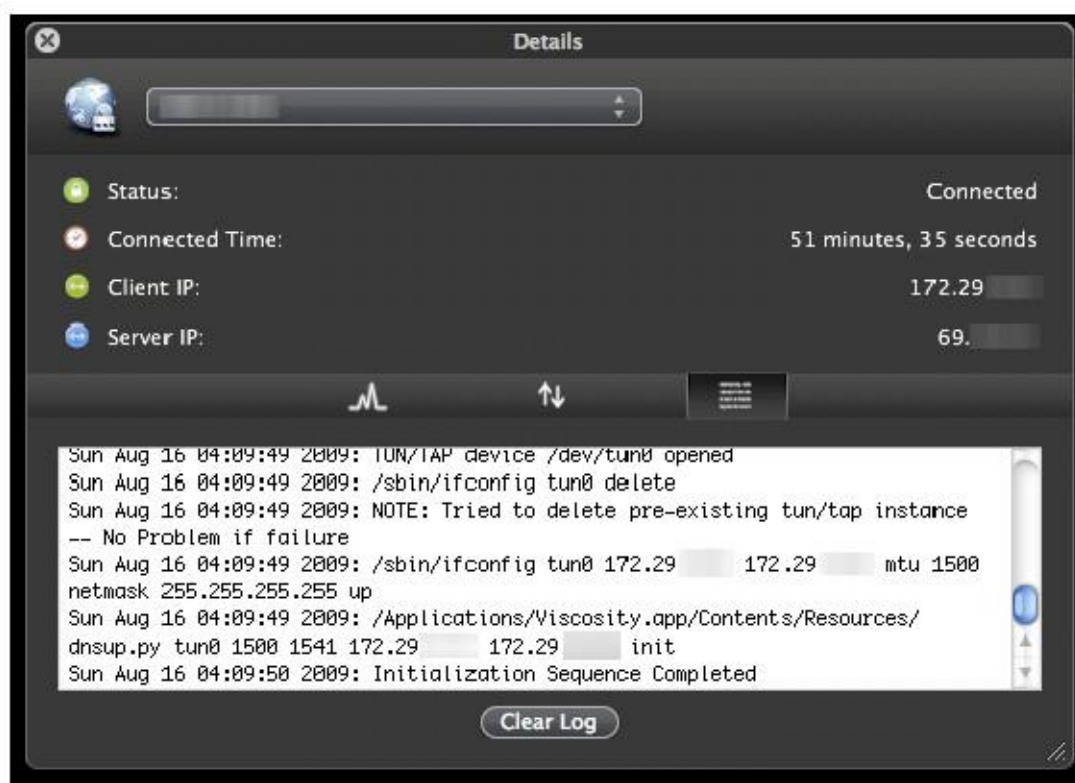 Details
Status: Connected
Connected Time: 51 minutes, 35 seconds
Client IP: 172.29
Server IP: 69.
Sun Aug 16 04:09:49 2009: TUN/TAP device /dev/tun0 opened
Sun Aug 16 04:09:49 2009: /sbin/ifconfig tun0 delete
Sun Aug 16 04:09:49 2009: NOTE: Tried to delete pre-existing tun/tap instance
-- No Problem if failure
Sun Aug 16 04:09:49 2009: /sbin/ifconfig tun0 172.29 172.29 mtu 1500
netmask 255.255.255.255 up
Sun Aug 16 04:09:49 2009: /Applications/Viscosity.app/Contents/Resources/
dnsup.py tun0 1500 1541 172.29 172.29 init
Sun Aug 16 04:09:50 2009: Initialization Sequence Completed
Clear Log